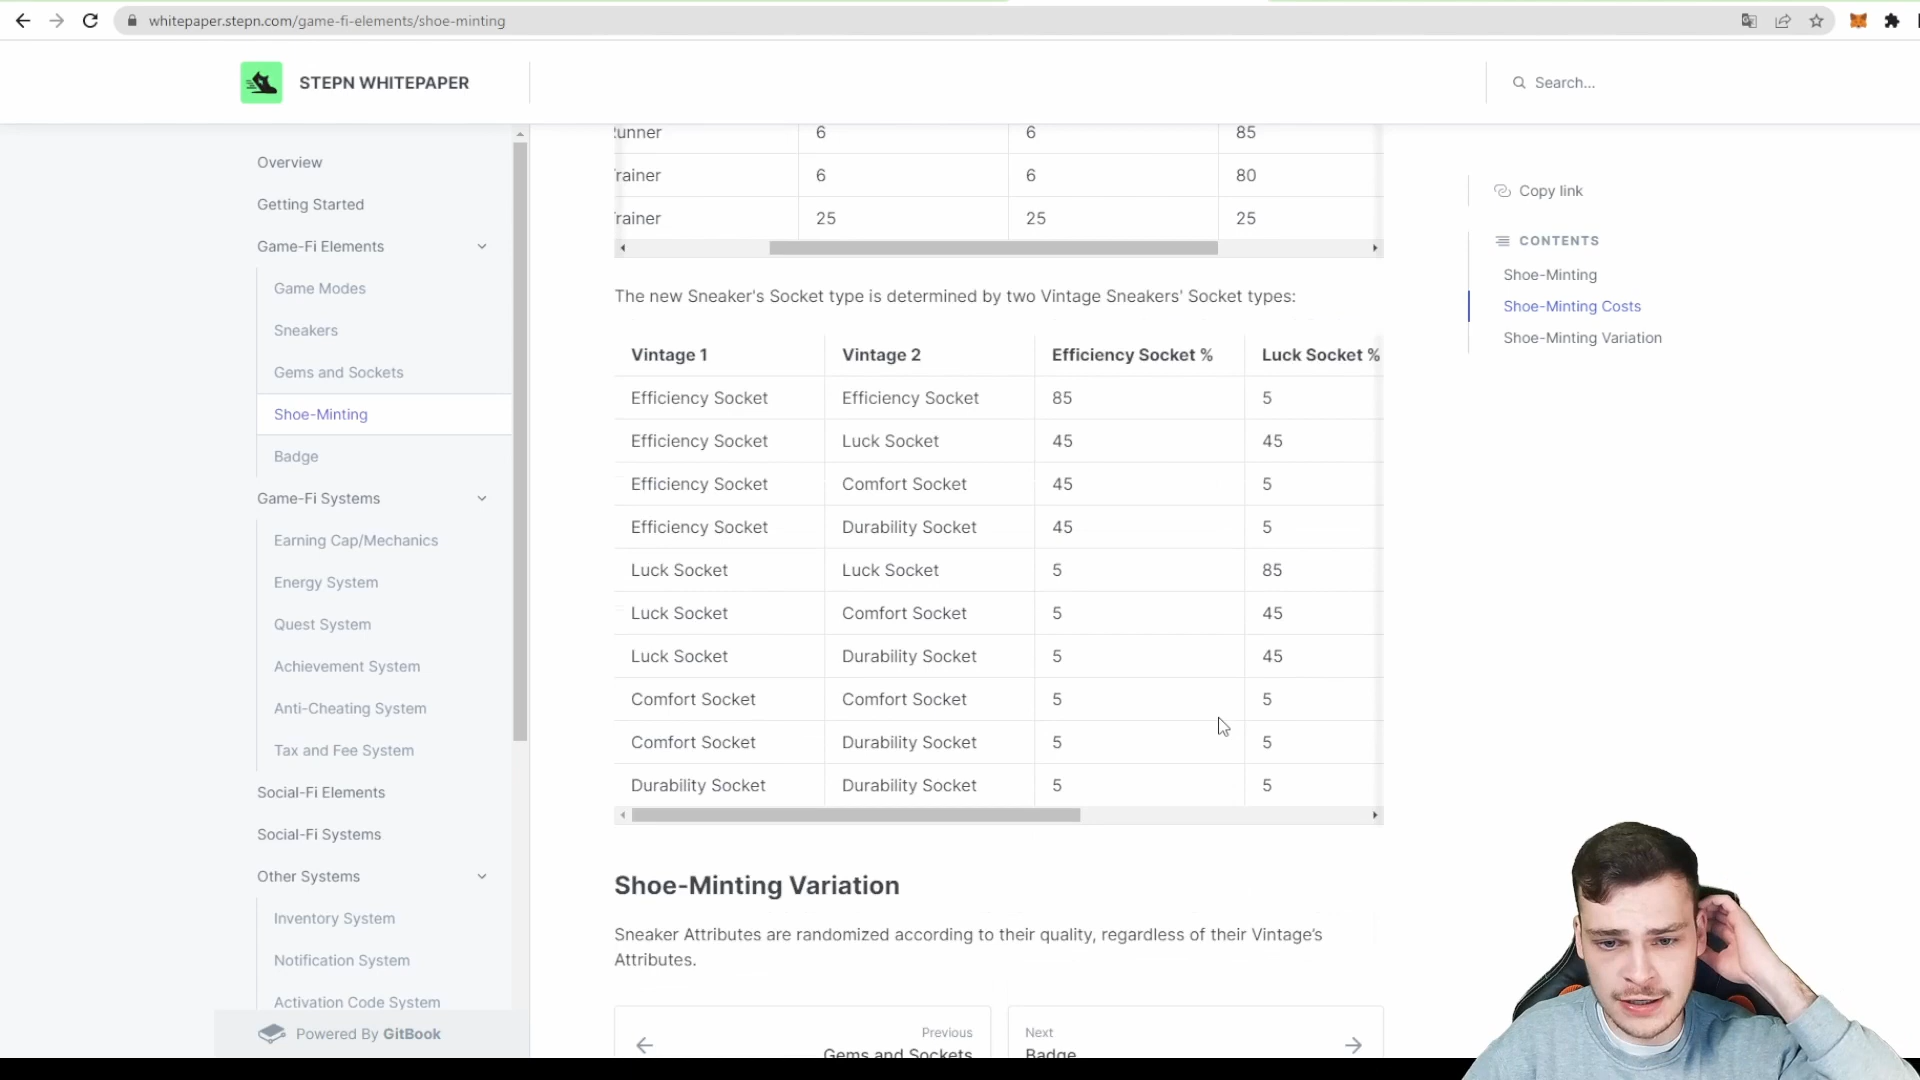 whitepaper.stepn.com/game-fi-elements/shoe-minting
STEPN WHITEPAPER
Search...
Overview
Getting Started
Game-Fi Elements
Game Modes
Sneakers
Gems and Sockets
Shoe-Minting
Badge
Game-Fi Systems
Earning Cap/Mechanics
Energy System
Quest System
Achievement System
Anti-Cheating System
Tax and Fee System
Social-Fi Elements
Social-Fi Systems
Other Systems
Inventory System
Notification System
Activation Code System
Powered By GitBook
6 6 85
6 6 80
25 25 25
The new Sneaker's Socket type is determined by two Vintage Sneakers' Socket types:
Vintage 1 Vintage 2 Efficiency Socket % Luck Socket %
Efficiency Socket Efficiency Socket 85 5
Efficiency Socket Luck Socket 45 45
Efficiency Socket Comfort Socket 45 5
Efficiency Socket Durability Socket 45 5
Luck Socket Luck Socket 5 85
Luck Socket Comfort Socket 5 45
Luck Socket Durability Socket 5 45
Comfort Socket Comfort Socket 5 5
Comfort Socket Durability Socket 5 5
Durability Socket Durability Socket 5 5
Shoe-Minting Variation
Sneaker Attributes are randomized according to their quality, regardless of their Vintage's
Attributes.
Previous
Gems and Sockets
Next
Badge
Copy link
CONTENTS
Shoe-Minting
Shoe-Minting Costs
Shoe-Minting Variation